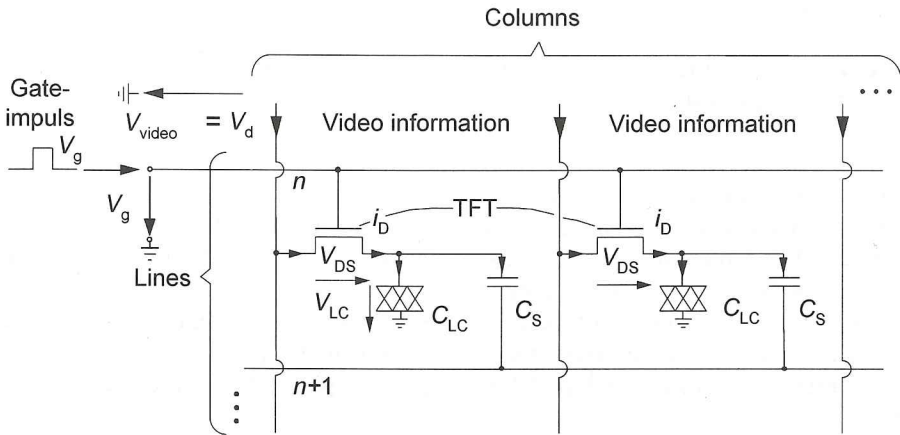 Columns
Gate-
impuls
V_g
V_video = V_d
Video information
Video information
n
V_g
TFT
i_D
i_D
V_DS
V_DS
Lines
V_LC
C_LC
C_S
C_LC
C_S
n+1